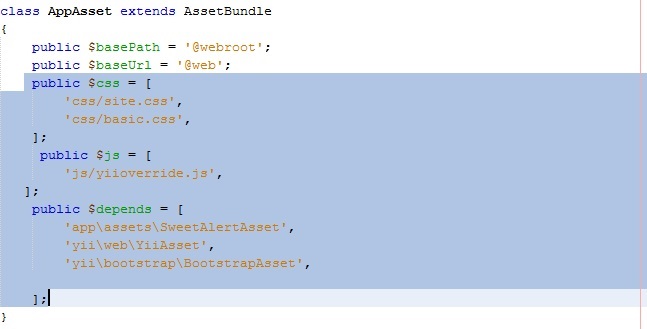 class AppAsset extends AssetBundle
{
    public $basePath = '@webroot';
    public $baseUrl = '@web';
    public $css = [
        'css/site.css',
        'css/basic.css',
    ];
     public $js = [
        'js/yiioverride.js',
   ];
    public $depends = [
        'app\assets\SweetAlertAsset',
        'yii\web\YiiAsset',
        'yii\bootstrap\BootstrapAsset',

    ];
}